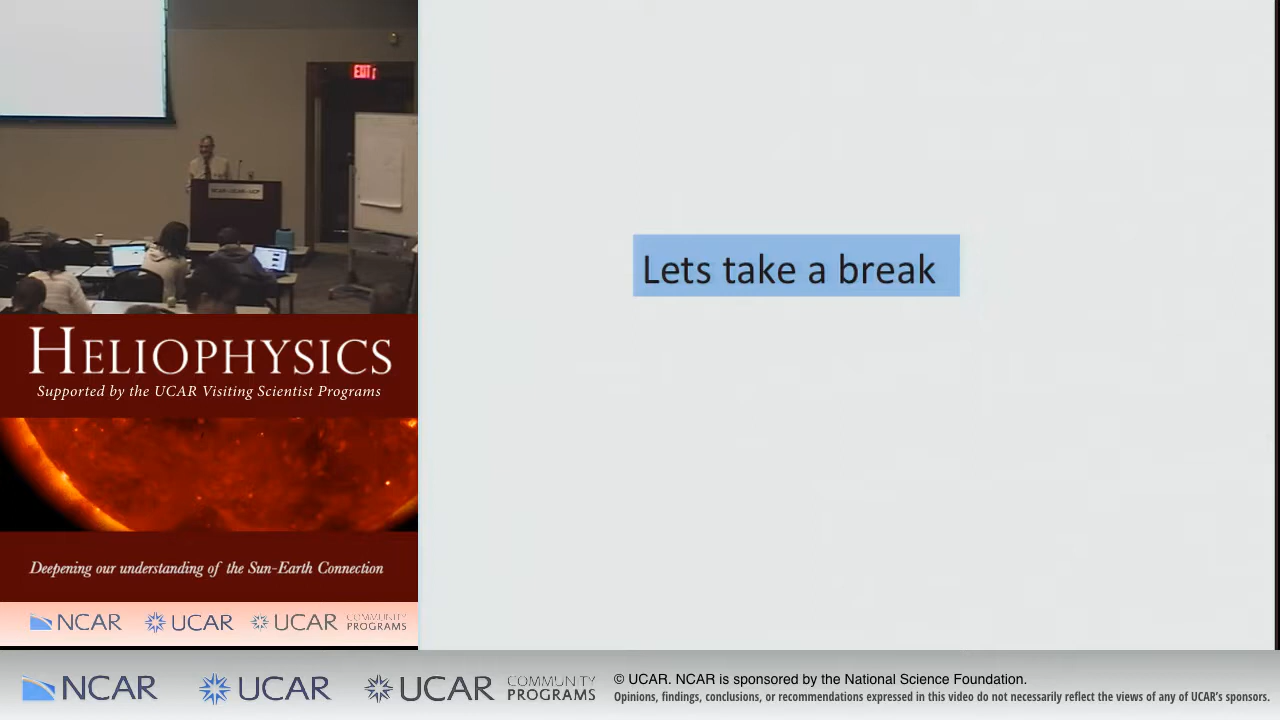 EXIT
Lets take a break
HELIOPHYSICS
Supported by the UCAR Visiting Scientist Programs
Deepening our understanding of the Sun-Earth Connection
NCAR UCAR UCAR COMMUNITY PROGRAMS
NCAR UCAR UCAR COMMUNITY PROGRAMS
© UCAR. NCAR is sponsored by the National Science Foundation.
Opinions, findings, conclusions, or recommendations expressed in this video do not necessarily reflect the views of any of UCAR's sponsors.